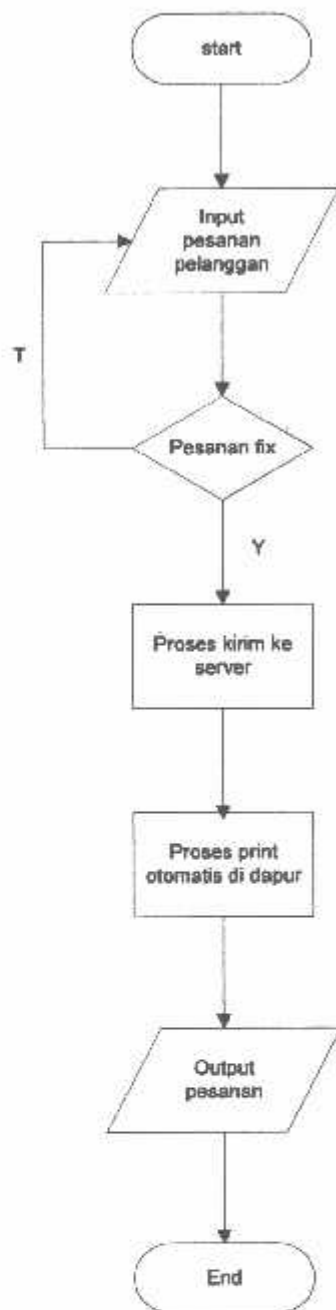 start
Input
pesanan
pelanggan
T
Pesanan fix
Y
Proses kirim ke
server
Proses print
otomatis di dapur
Output
pesanan
End